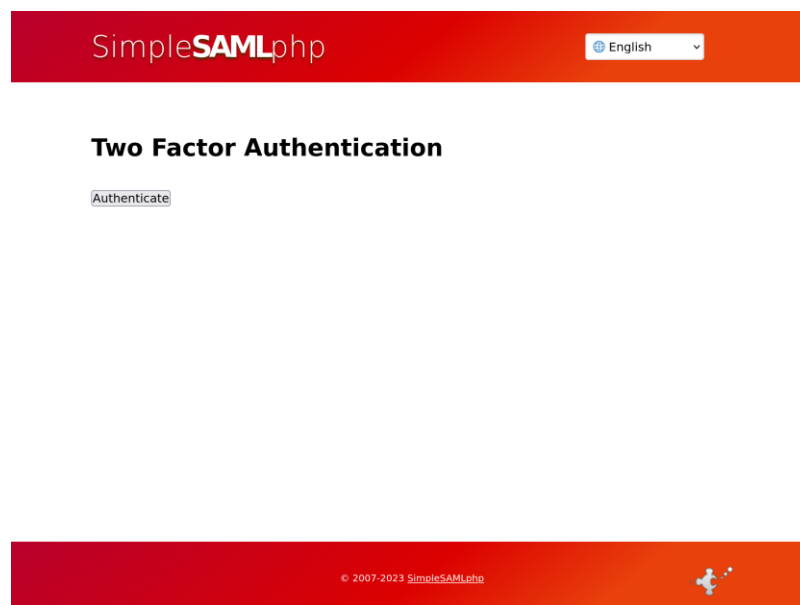 SimpleSAMLphp
English
Two Factor Authentication
Authenticate
© 2007-2023 SimpleSAMLphp